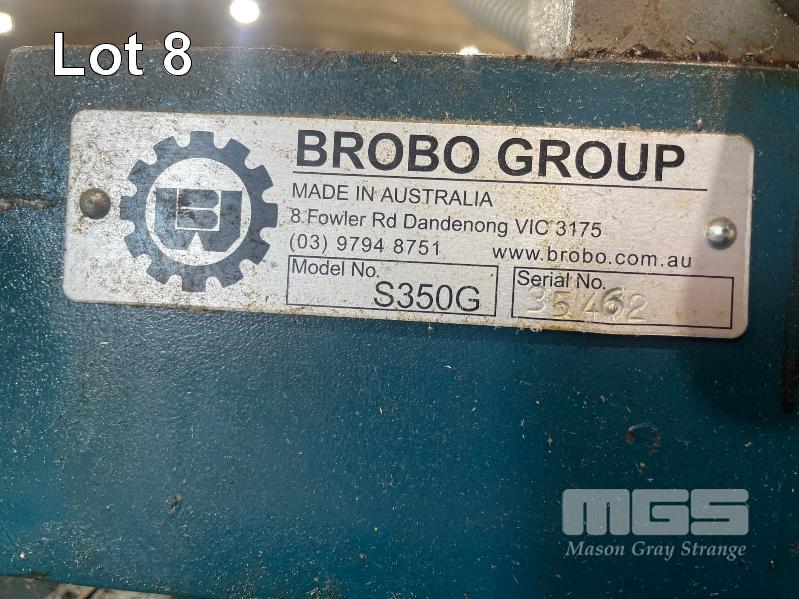 Lot 8
BROBO GROUP
MADE IN AUSTRALIA
8 Fowler Rd Dandenong VIC 3175
(03) 9794 8751 www.brobo.com.au
Model No. S350G
Serial No. 35462
BW
MGS
Mason Gray Strange